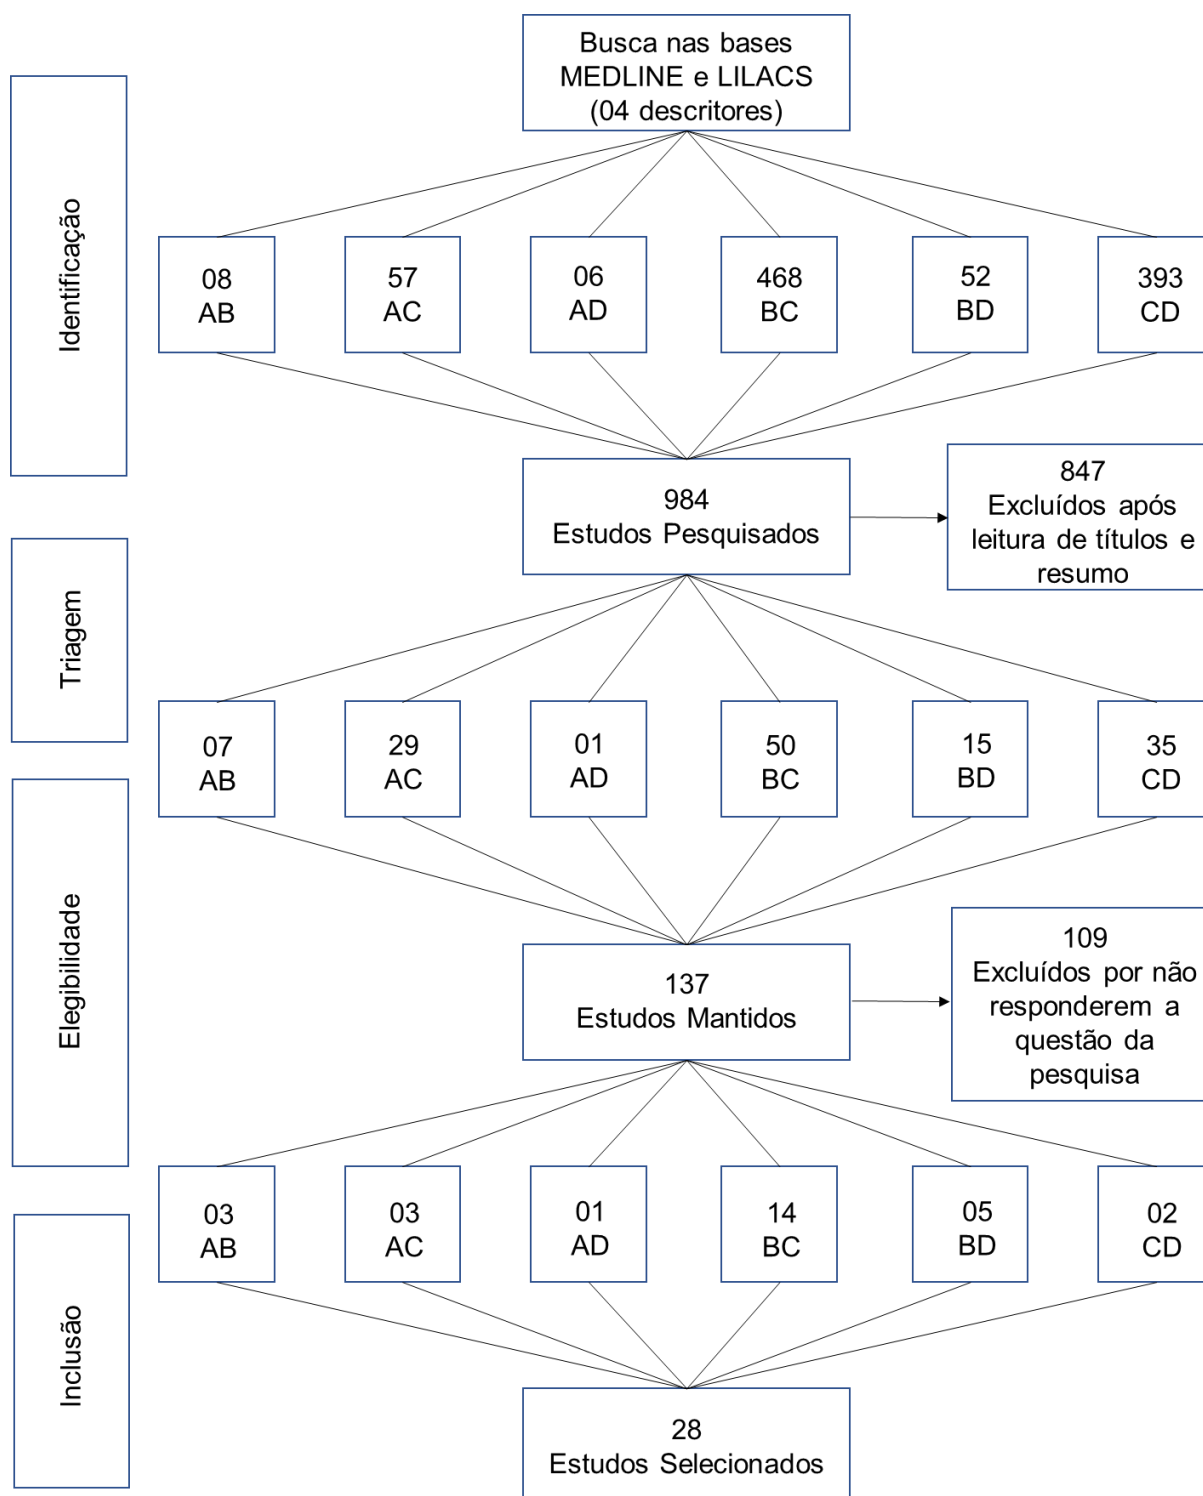 Busca nas bases
MEDLINE e LILACS
(04 descritores)
Identificação
08
AB
57
AC
06
AD
468
BC
52
BD
393
CD
984
Estudos Pesquisados
847
Excluídos após
leitura de títulos e
resumo
Triagem
07
AB
29
AC
01
AD
50
BC
15
BD
35
CD
Elegibilidade
137
Estudos Mantidos
109
Excluídos por não
responderem a
questão da
pesquisa
03
AB
03
AC
01
AD
14
BC
05
BD
02
CD
Inclusão
28
Estudos Selecionados